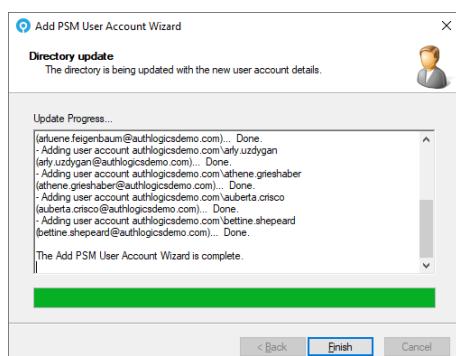 Add PSM User Account Wizard
Directory update
The directory is being updated with the new user account details.
Update Progress...
(arluene.feigenbaum@authlogicsdemo.com)... Done.
- Adding user account authlogicsdemo.com\arly.uzdygan
(arly.uzdygan@authlogicsdemo.com)... Done.
- Adding user account authlogicsdemo.com\athene.grieshaber
(athene.grieshaber@authlogicsdemo.com)... Done.
- Adding user account authlogicsdemo.com\auberta.crisco
(auberta.crisco@authlogicsdemo.com)... Done.
- Adding user account authlogicsdemo.com\bettine.shepeard
(bettine.shepeard@authlogicsdemo.com)... Done.
The Add PSM User Account Wizard is complete.
< Back Finish Cancel